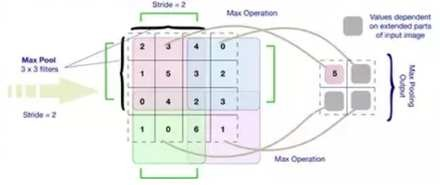 Stride = 2
Max Operation
Values dependent
on extended parts
of input image
Max Pool
3 x 3 filters
Stride = 2
2 3 4 0
1 5 3 2
0 4 2 3
1 0 6 1
5
Max Pooling
Output
Max Operation